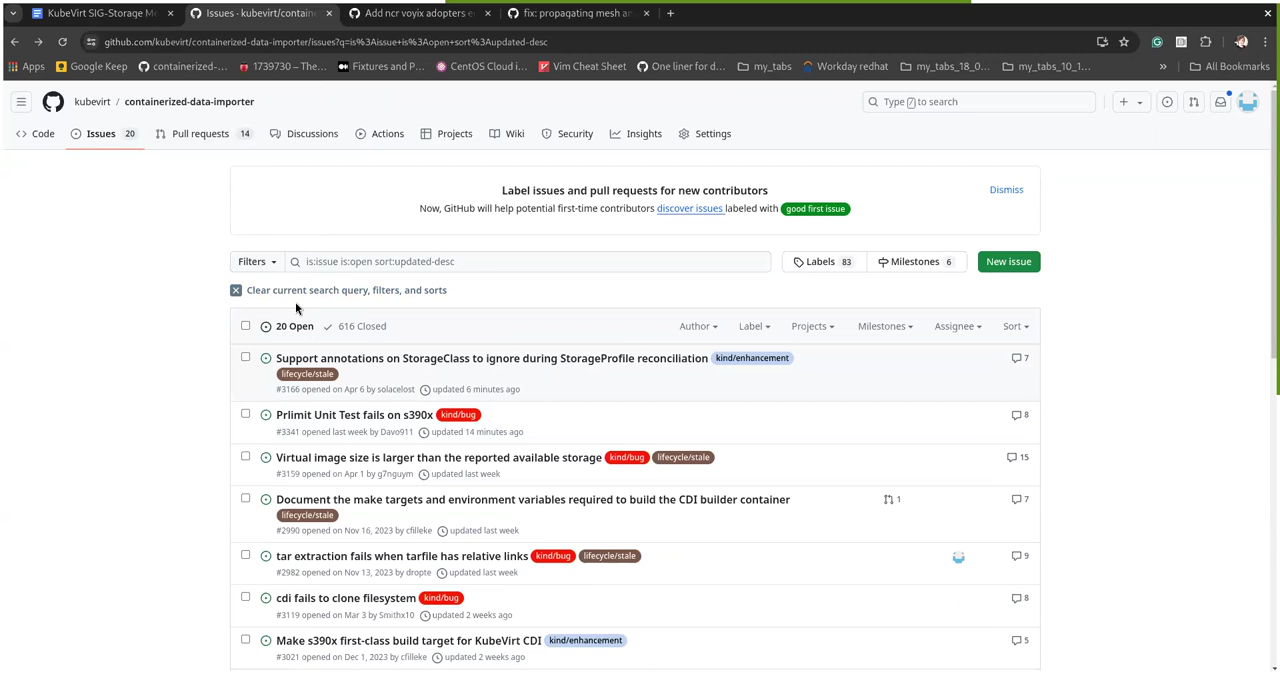 KubeVirt SIG-Storage Me
Issues · kubevirt/contain
Add ncr voyix adopters e
fix: propagating mesh an
github.com/kubevirt/containerized-data-importer/issues?q=is%3Aissue+is%3Aopen+sort%3Aupdated-desc
Apps
Google Keep
containerized-...
1739730 – The...
Fixtures and P...
CentOS Cloud i...
Vim Cheat Sheet
One liner for d...
my_tabs
Workday redhat
my_tabs_18_0...
my_tabs_10_1...
»
All Bookmarks
kubevirt / containerized-data-importer
Type / to search
Code
Issues 20
Pull requests 14
Discussions
Actions
Projects
Wiki
Security
Insights
Settings
Label issues and pull requests for new contributors
Dismiss
Now, GitHub will help potential first-time contributors discover issues labeled with good first issue
Filters
is:issue is:open sort:updated-desc
Labels 83
Milestones 6
New issue
Clear current search query, filters, and sorts
20 Open
616 Closed
Author
Label
Projects
Milestones
Assignee
Sort
Support annotations on StorageClass to ignore during StorageProfile reconciliation kind/enhancement
7
lifecycle/stale
#3166 opened on Apr 6 by solacelost updated 6 minutes ago
Prlimit Unit Test fails on s390x kind/bug
8
#3341 opened last week by Davo911 updated 14 minutes ago
Virtual image size is larger than the reported available storage kind/bug lifecycle/stale
15
#3159 opened on Apr 1 by g7nguym updated last week
Document the make targets and environment variables required to build the CDI builder container
1
7
lifecycle/stale
#2990 opened on Nov 16, 2023 by cfilleke updated last week
tar extraction fails when tarfile has relative links kind/bug lifecycle/stale
9
#2982 opened on Nov 13, 2023 by dropte updated last week
cdi fails to clone filesystem kind/bug
8
#3119 opened on Mar 3 by Smithx10 updated 2 weeks ago
Make s390x first-class build target for KubeVirt CDI kind/enhancement
5
#3021 opened on Dec 1, 2023 by cfilleke updated 2 weeks ago